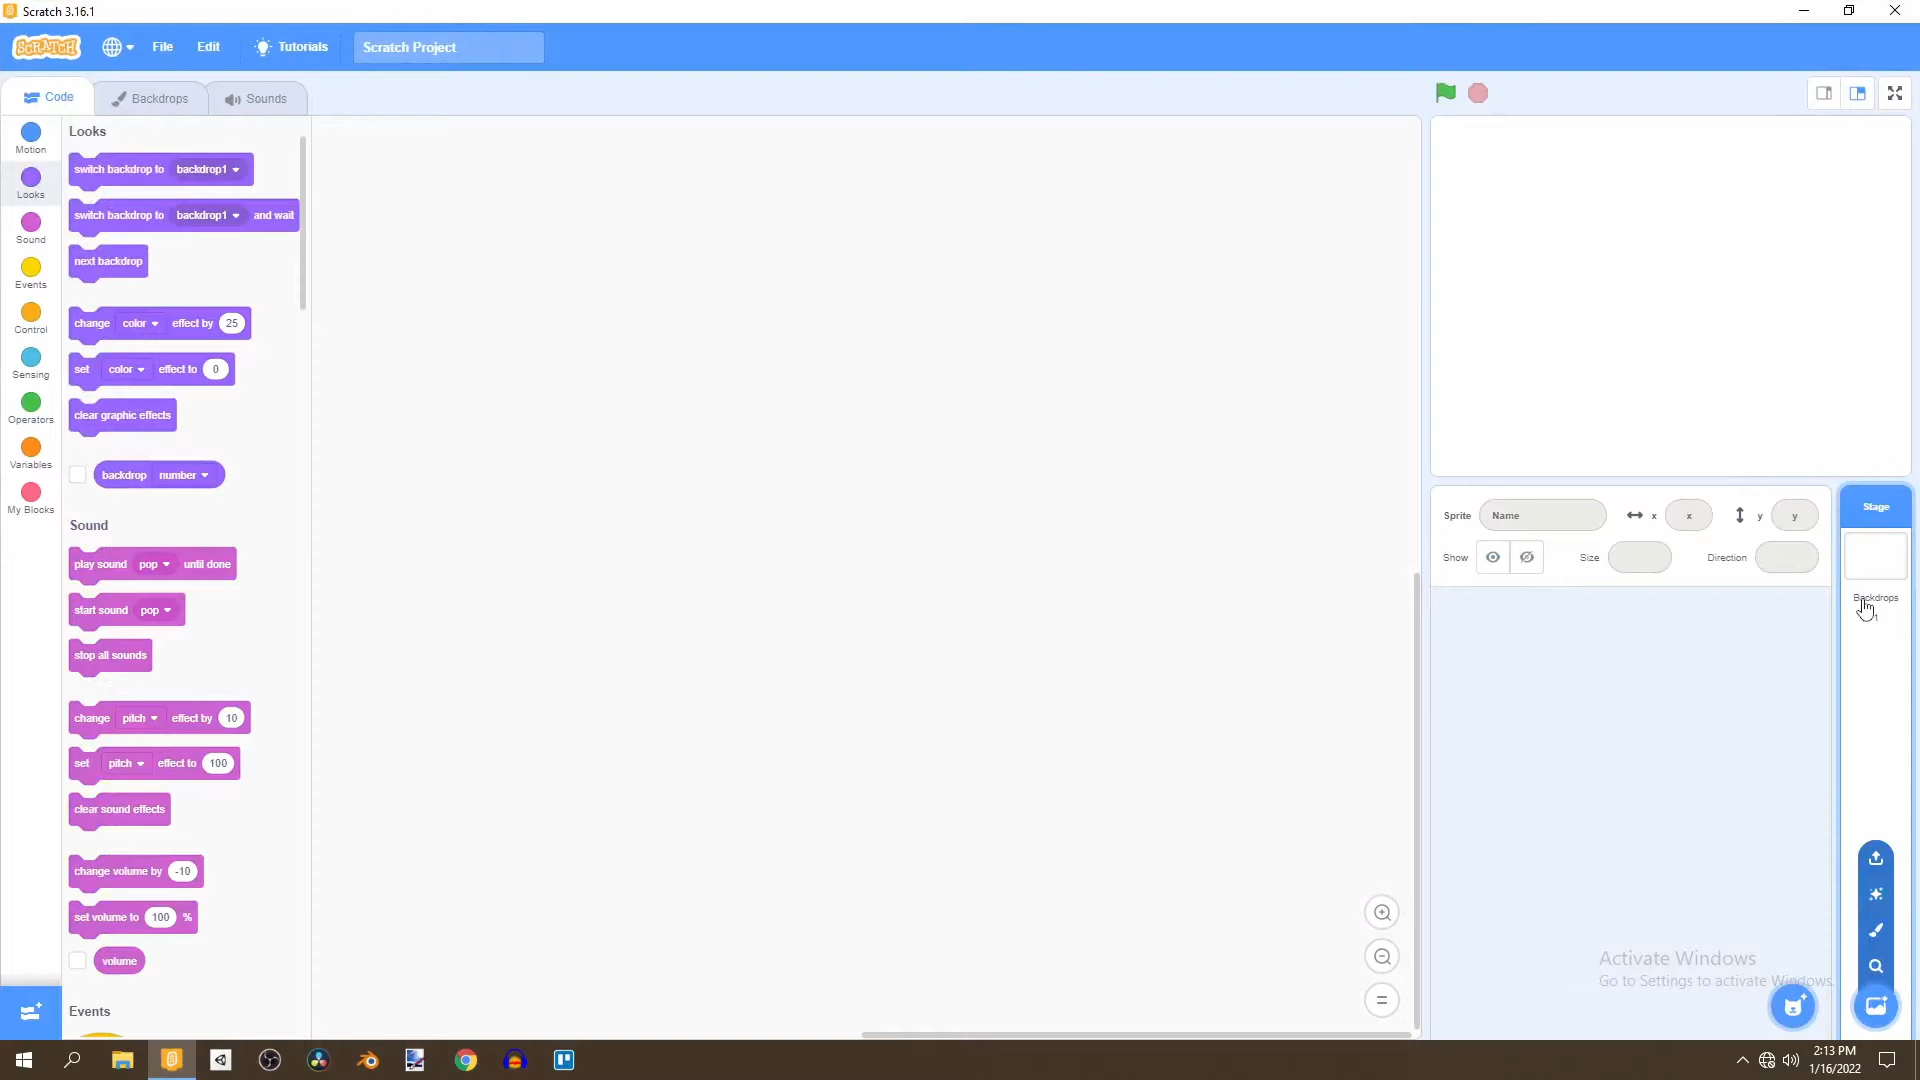 Scratch 3.16.1
SCRATCH
File
Edit
Tutorials
Scratch Project
Code
Backdrops
Sounds
Motion
Looks
Sound
Events
Control
Sensing
Operators
Variables
My Blocks
Looks
switch backdrop to backdrop1
switch backdrop to backdrop1 and wait
next backdrop
change color effect by 25
set color effect to 0
clear graphic effects
backdrop number
Sound
play sound pop until done
start sound pop
stop all sounds
change pitch effect by 10
set pitch effect to 100
clear sound effects
change volume by -10
set volume to 100 %
volume
Events
Sprite Name x x y y
Show Size Direction
Stage
Backdrops
1
Activate Windows
Go to Settings to activate Windows.
2:13 PM
1/16/2022